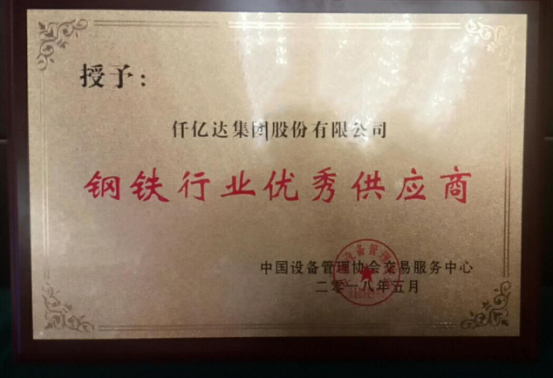 授予：
仟亿达集团股份有限公司
钢铁行业优秀供应商
中国设备管理协会交易服务中心
二〇一八年五月